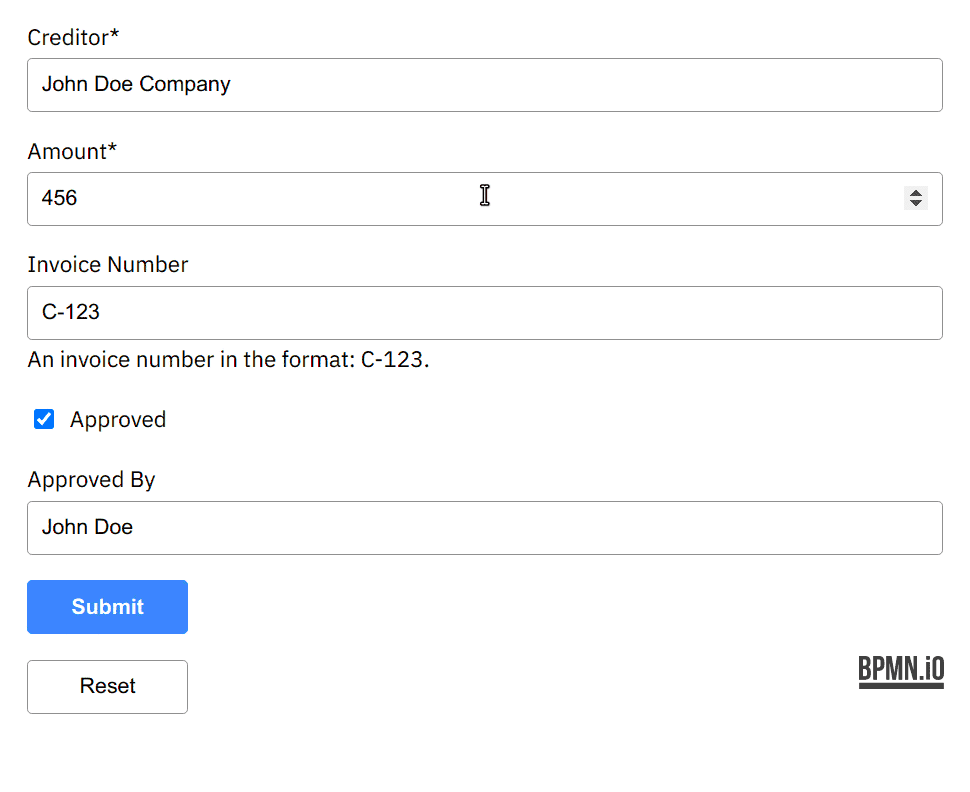 Creditor*
John Doe Company
Amount*
456
Invoice Number
C-123
An invoice number in the format: C-123.
Approved
Approved By
John Doe
Submit
Reset
BPMN.iO